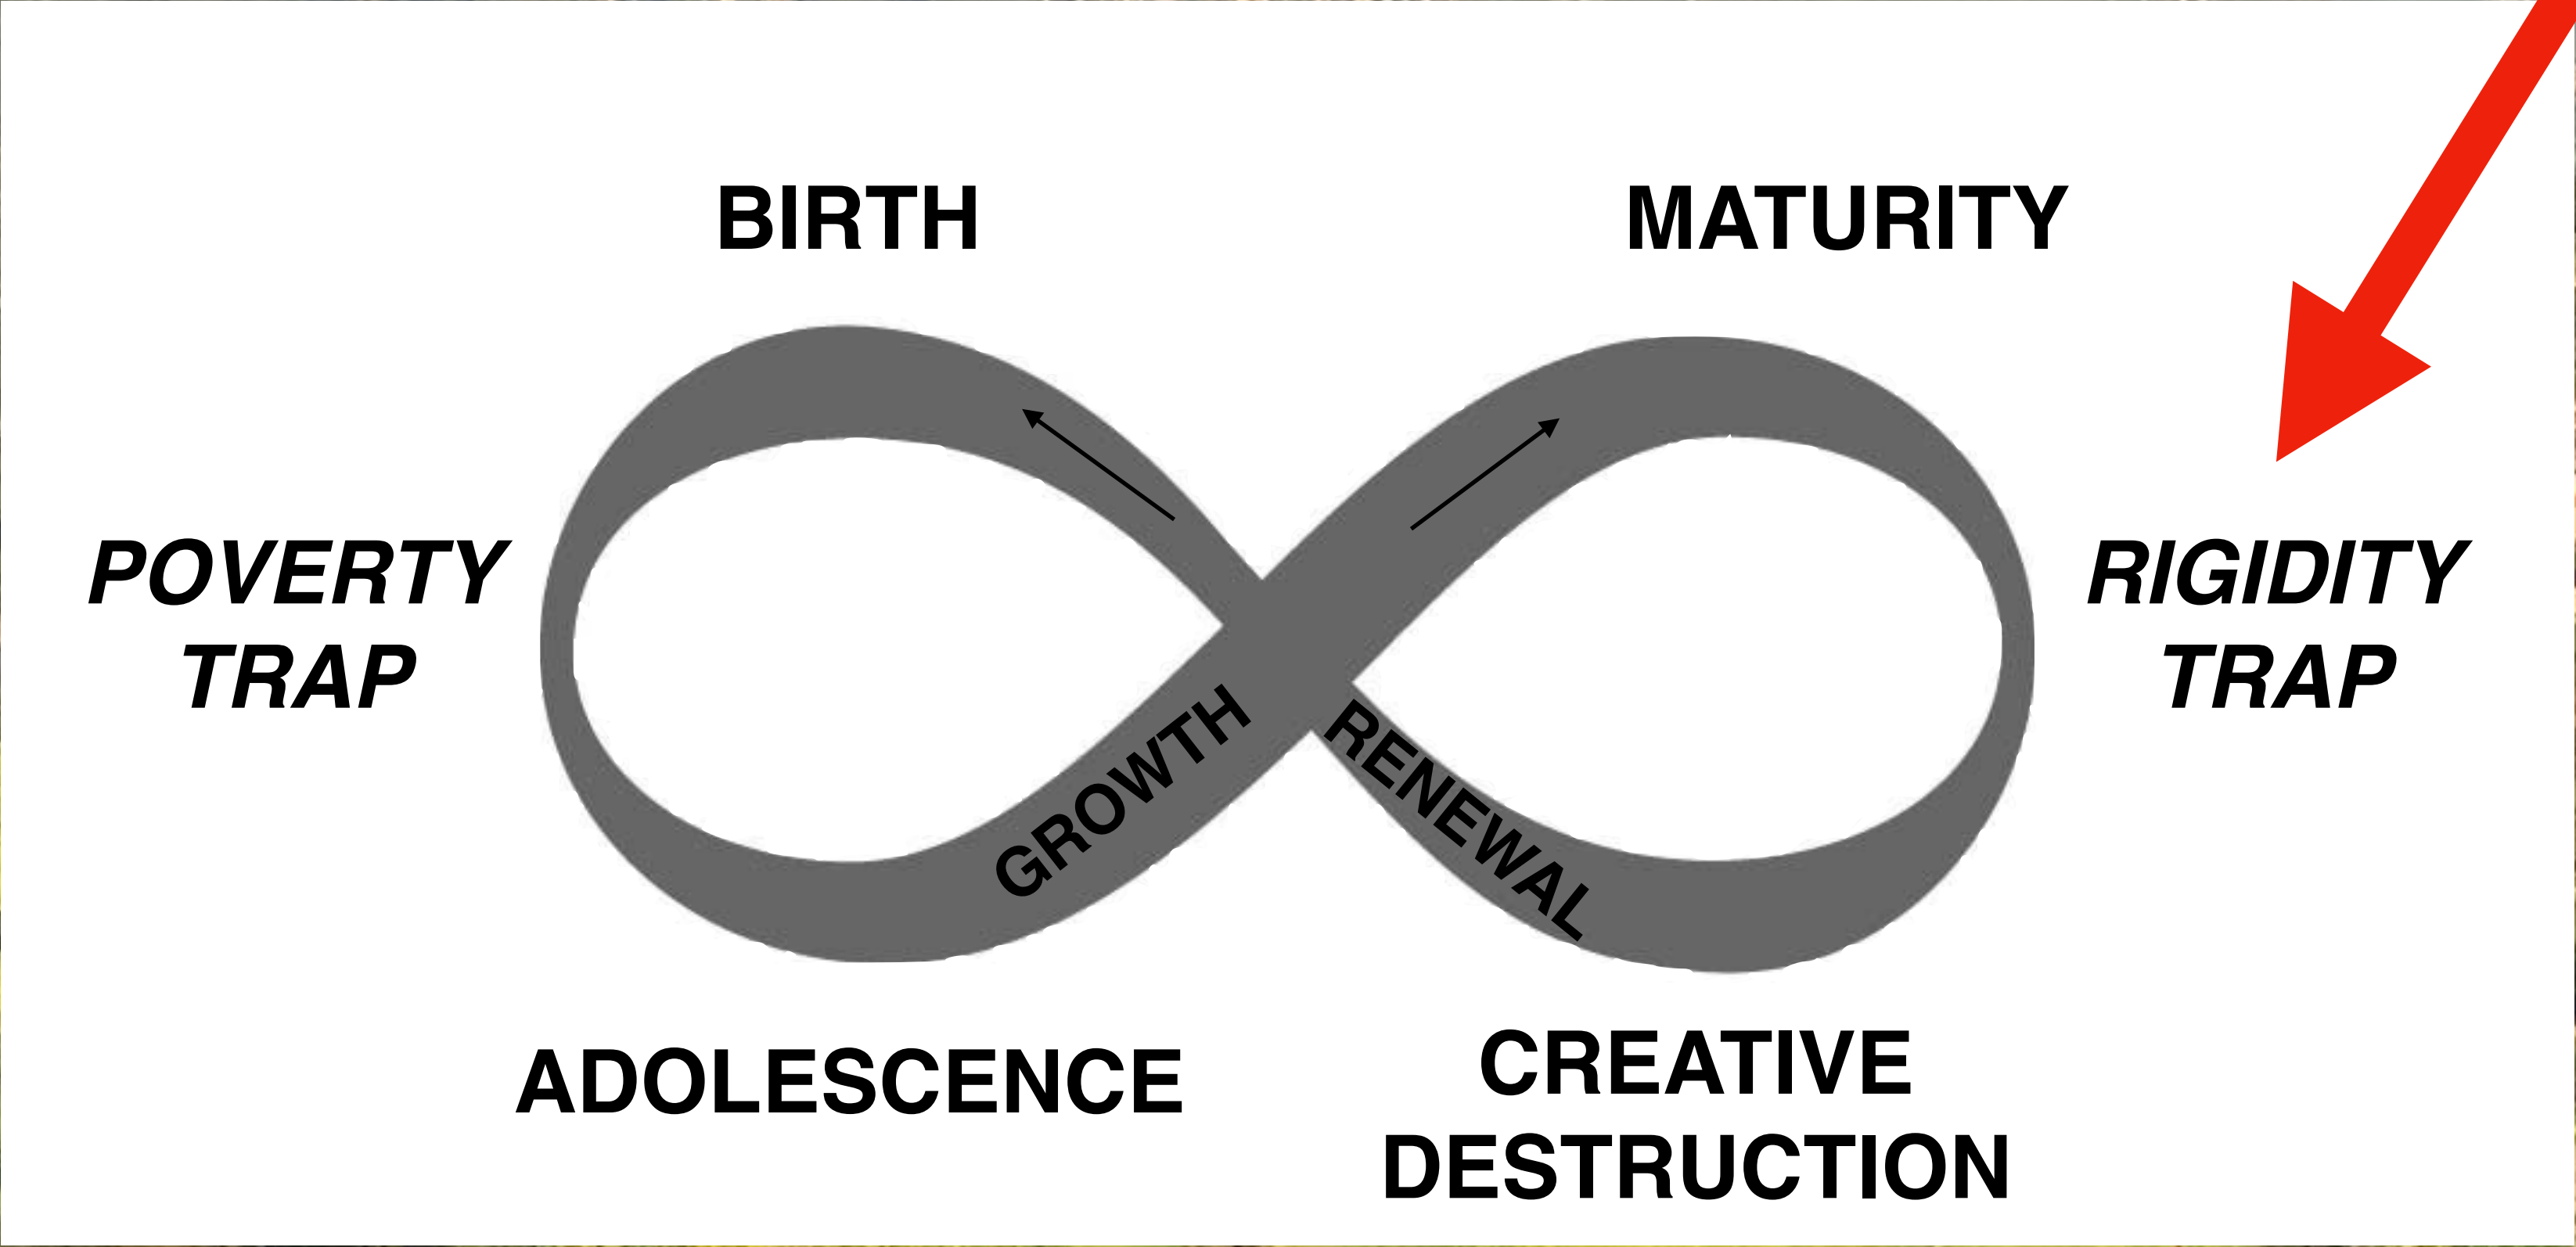 BIRTH
MATURITY
POVERTY
TRAP
RIGIDITY
TRAP
GROWTH
RENEWAL
ADOLESCENCE
CREATIVE
DESTRUCTION